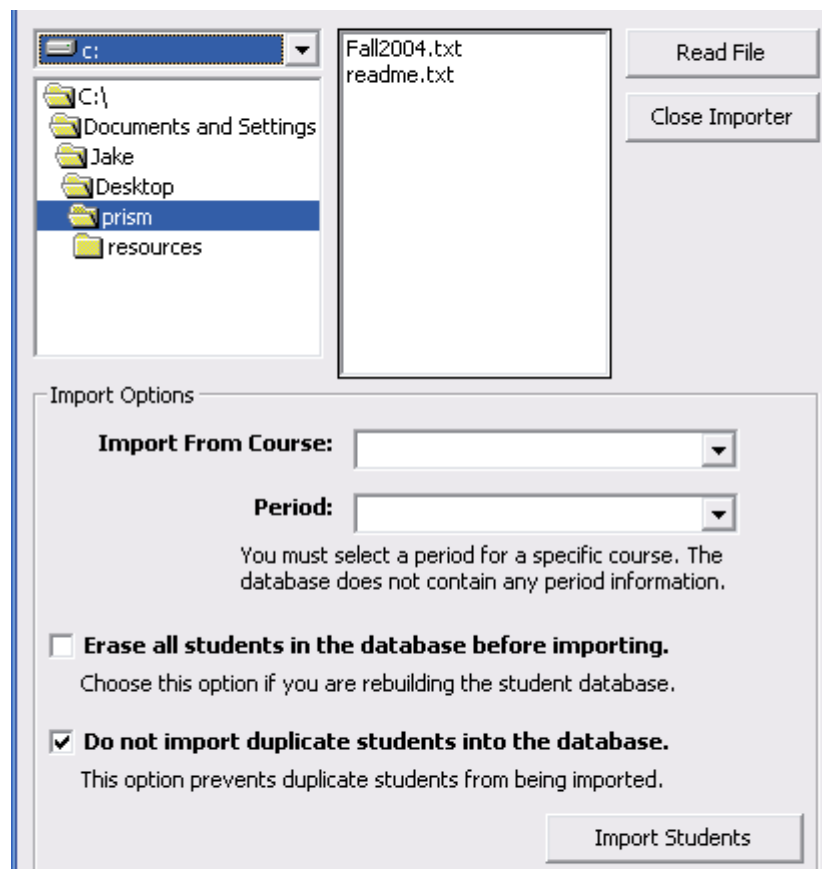 c:
C:\
Documents and Settings
Jake
Desktop
prism
resources
Fall2004.txt
readme.txt
Read File
Close Importer
Import Options
Import From Course:
Period:
You must select a period for a specific course. The
database does not contain any period information.
Erase all students in the database before importing.
Choose this option if you are rebuilding the student database.
Do not import duplicate students into the database.
This option prevents duplicate students from being imported.
Import Students